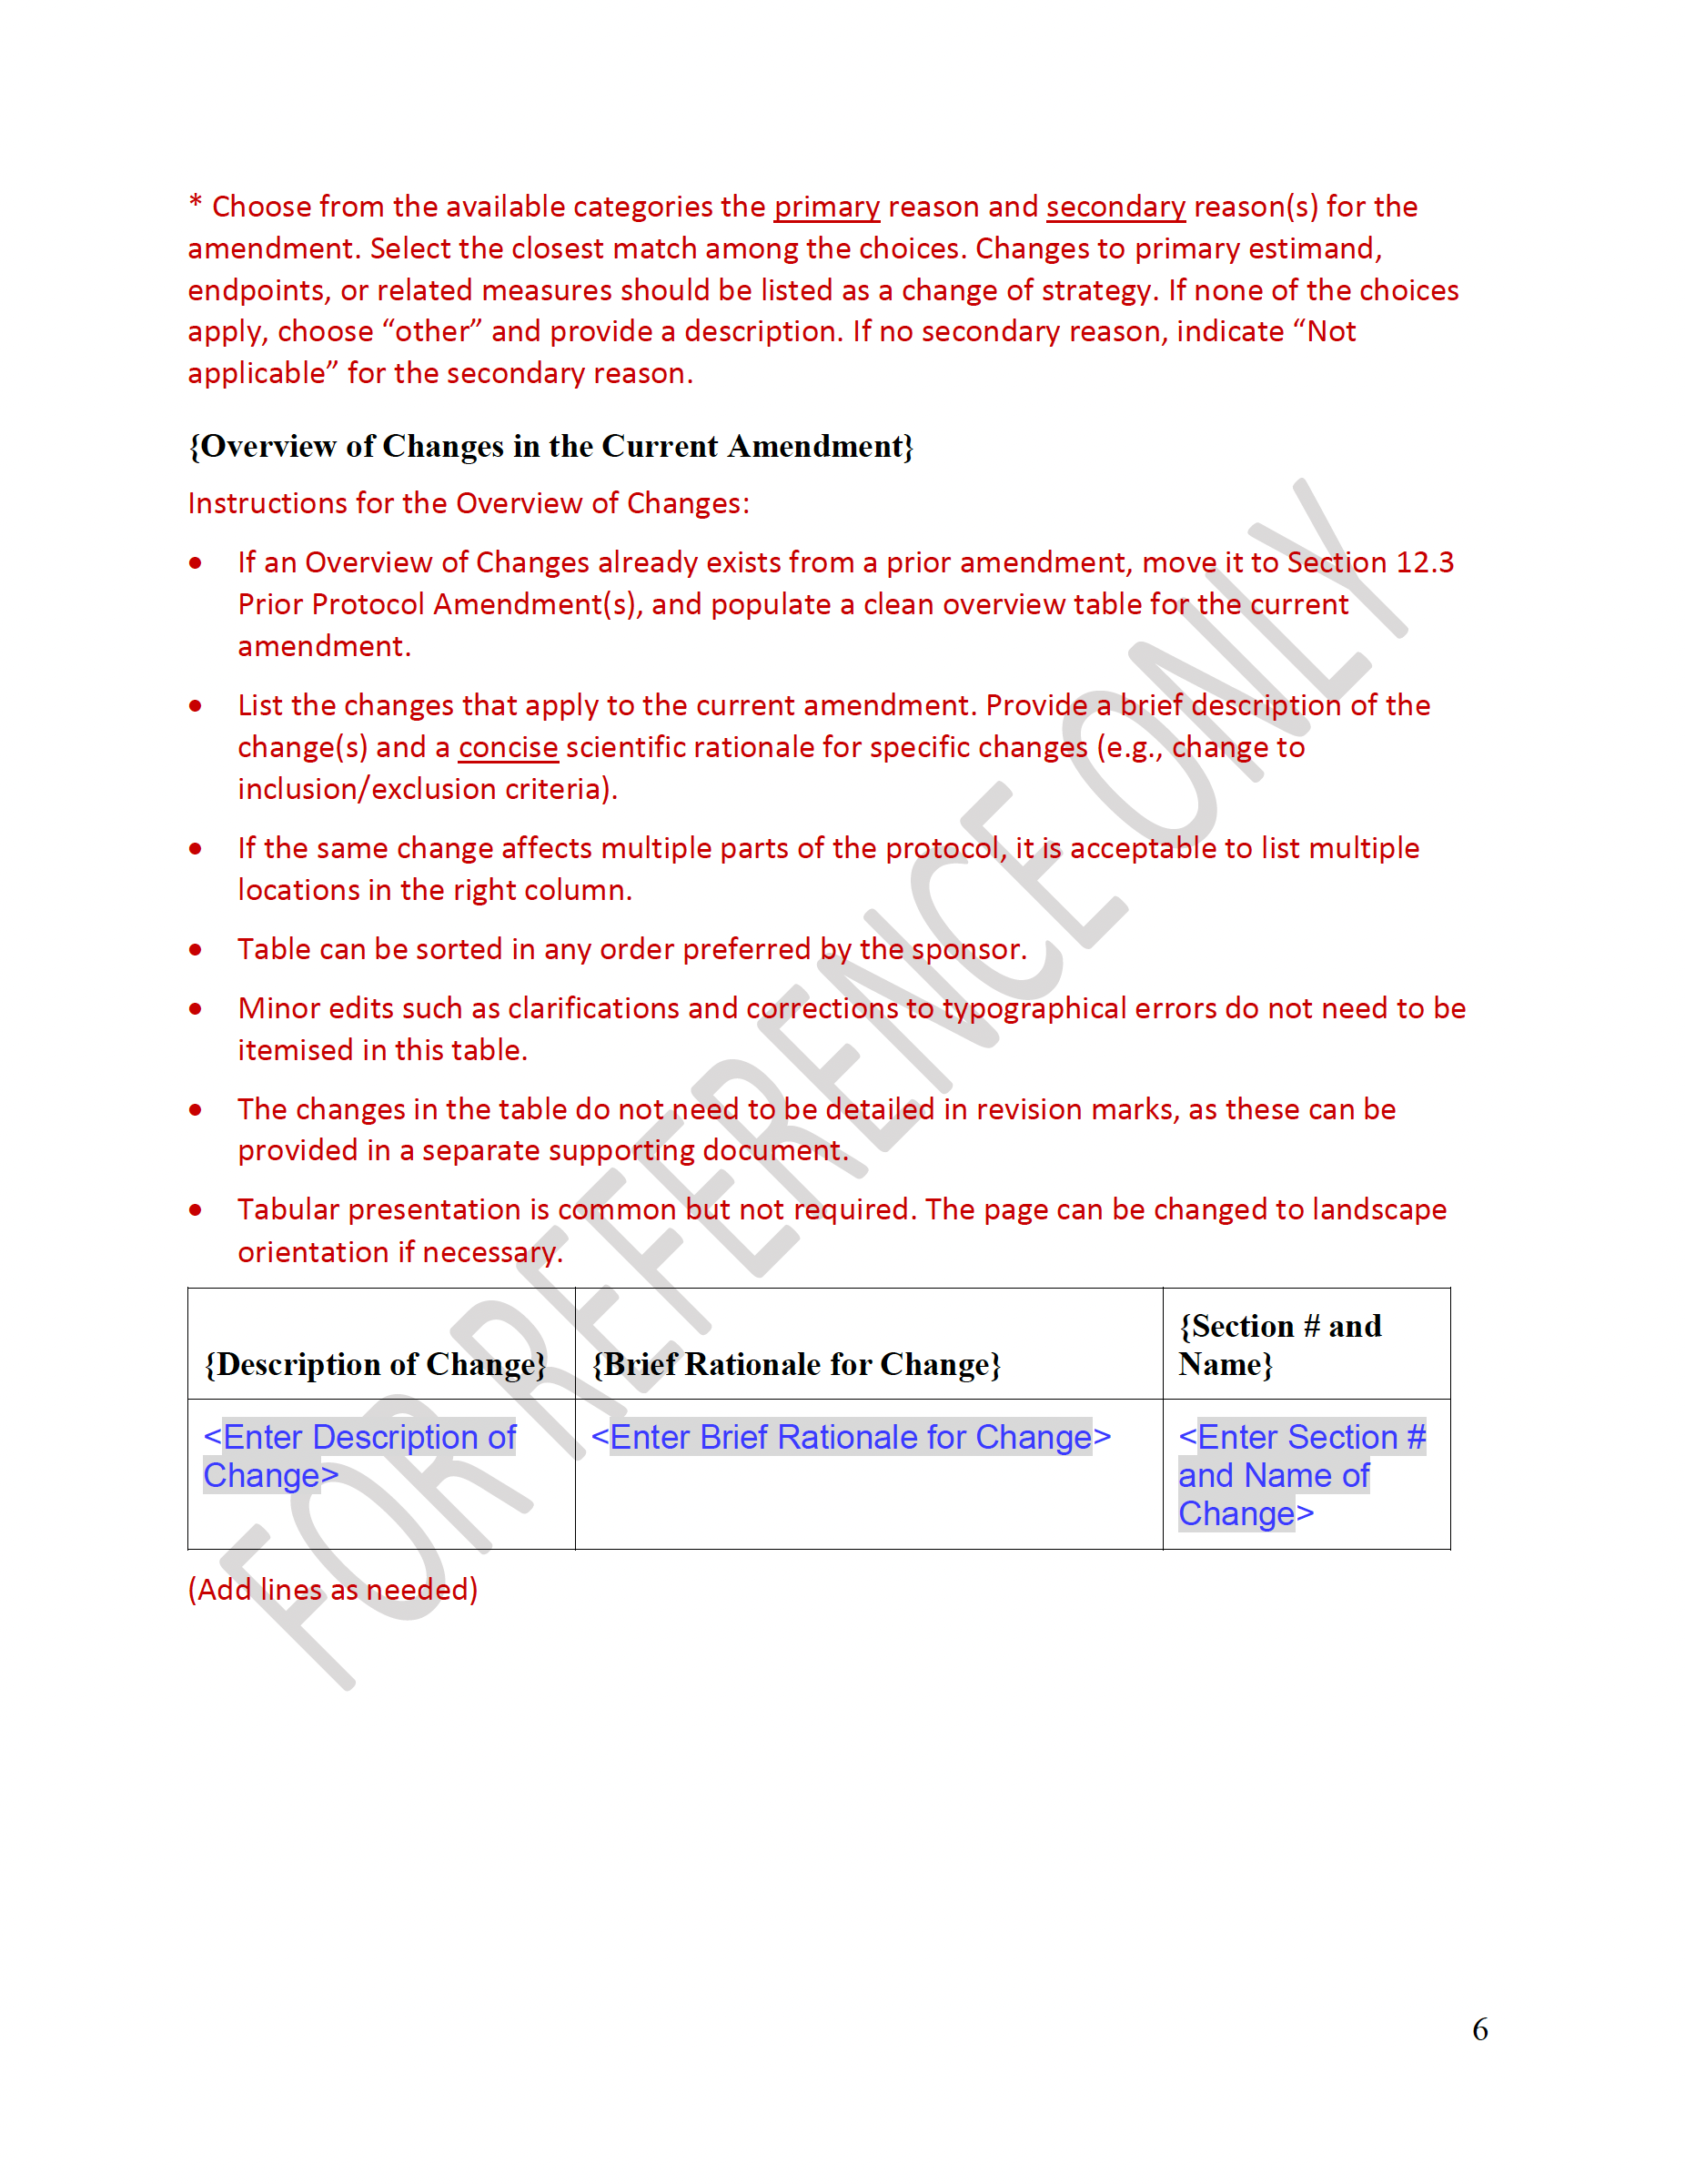 * Choose from the available categories the primary reason and secondary reason(s) for the
amendment. Select the closest match among the choices. Changes to primary estimand,
endpoints, or related measures should be listed as a change of strategy. If none of the choices
apply, choose “other” and provide a description. If no secondary reason, indicate “Not
applicable” for the secondary reason.
{Overview of Changes in the Current Amendment}
Instructions for the Overview of Changes:
• If an Overview of Changes already exists from a prior amendment, move it to Section 12.3
Prior Protocol Amendment(s), and populate a clean overview table for the current
amendment.
• List the changes that apply to the current amendment. Provide a brief description of the
change(s) and a concise scientific rationale for specific changes (e.g., change to
inclusion/exclusion criteria).
• If the same change affects multiple parts of the protocol, it is acceptable to list multiple
locations in the right column.
• Table can be sorted in any order preferred by the sponsor.
• Minor edits such as clarifications and corrections to typographical errors do not need to be
itemised in this table.
• The changes in the table do not need to be detailed in revision marks, as these can be
provided in a separate supporting document.
• Tabular presentation is common but not required. The page can be changed to landscape
orientation if necessary.
{Description of Change}
{Brief Rationale for Change}
{Section # and
Name}
<Enter Description of
Change>
<Enter Brief Rationale for Change>
<Enter Section #
and Name of
Change>
(Add lines as needed)
FOR REFERENCE ONLY
6